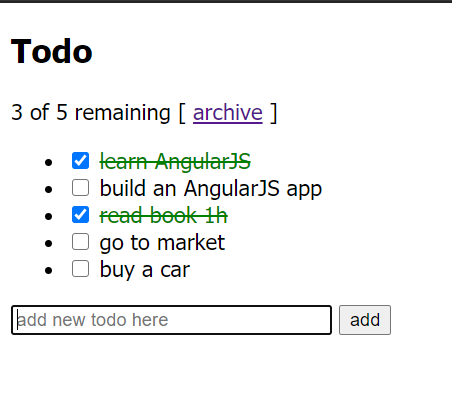 Todo
3 of 5 remaining [ archive ]
learn AngularJS
build an AngularJS app
read book 1h
go to market
buy a car
add new todo here add